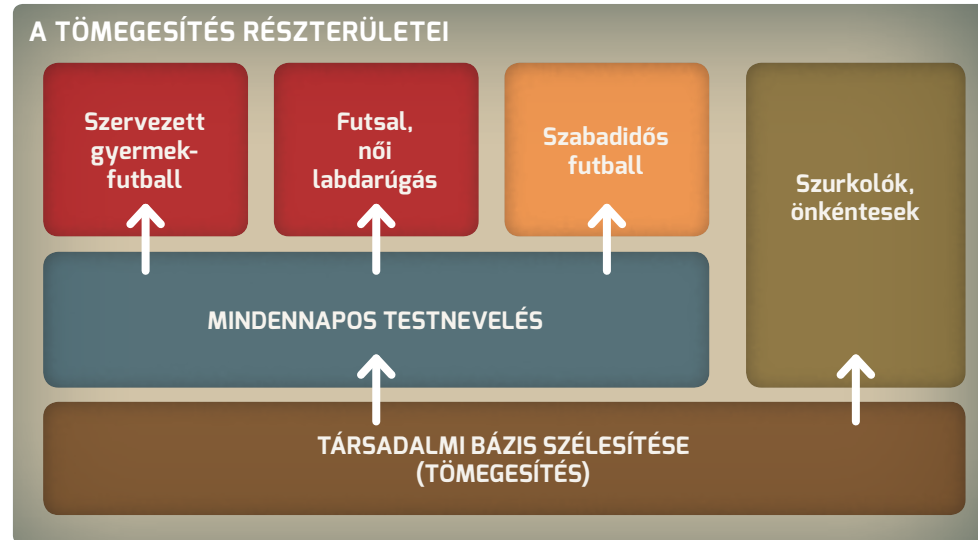 A TÖMEGESÍTÉS RÉSZTERÜLETEI
Szervezett
gyermek-
futball
Futsal,
női
labdarúgás
Szabadidős
futball
Szurkolók,
önkéntesek
MINDENNAPOS TESTNEVELÉS
TÁRSADALMI BÁZIS SZÉLESÍTÉSE
(TÖMEGESÍTÉS)